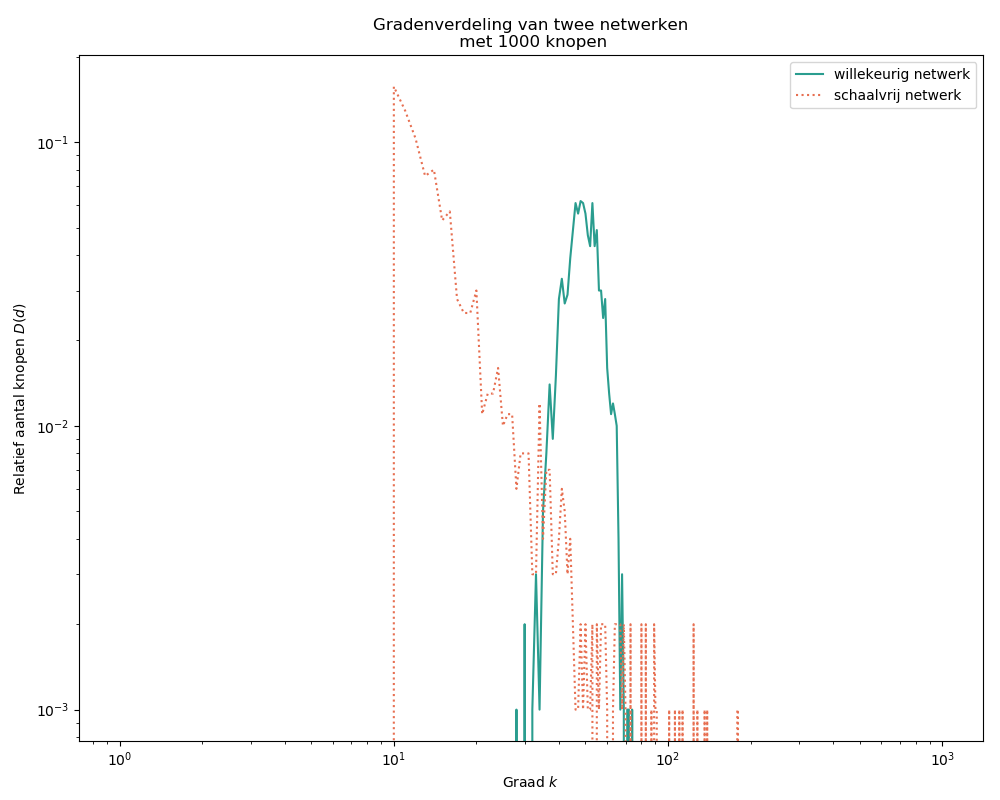 Gradenverdeling van twee netwerken
met 1000 knopen
willekeurig netwerk
schaalvrij netwerk
Relatief aantal knopen D(d)
10⁻¹
10⁻²
10⁻³
10⁰ 10¹ 10² 10³
Graad k